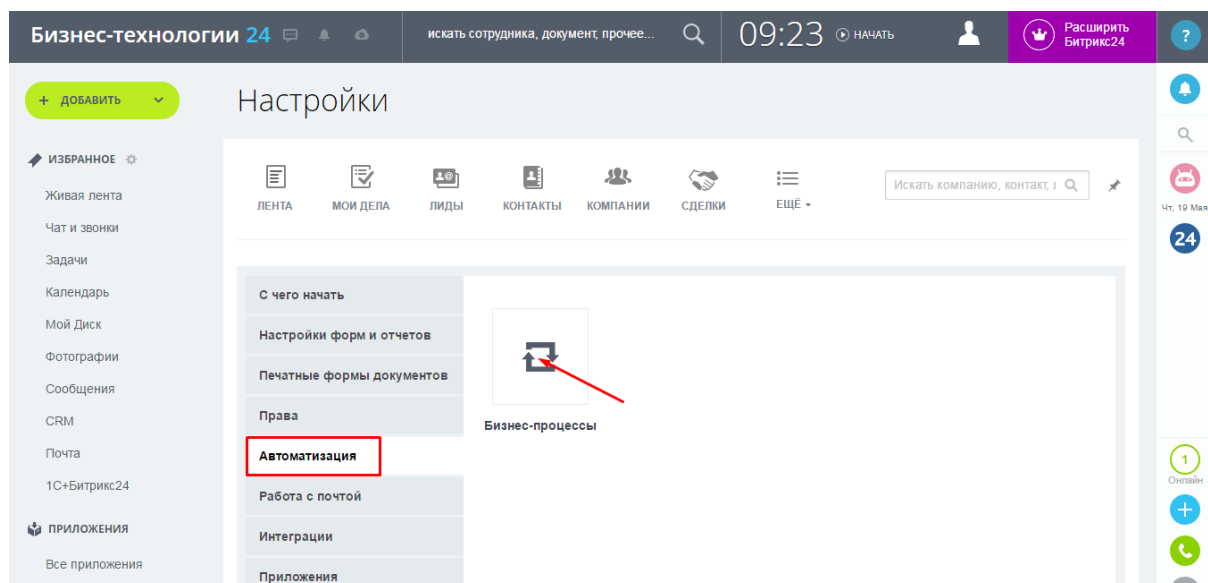 Бизнес-технологии 24
искать сотрудника, документ, прочее...
09:23 НАЧАТЬ
Расширить
Битрикс24
?
+ ДОБАВИТЬ
Настройки
ИЗБРАННОЕ
Живая лента
Чат и звонки
Задачи
Календарь
Мой Диск
Фотографии
Сообщения
CRM
Почта
1С+Битрикс24
ПРИЛОЖЕНИЯ
Все приложения
ЛЕНТА
МОИ ДЕЛА
ЛИДЫ
КОНТАКТЫ
КОМПАНИИ
СДЕЛКИ
ЕЩЁ
Искать компанию, контакт,
С чего начать
Настройки форм и отчетов
Печатные формы документов
Права
Автоматизация
Работа с почтой
Интеграции
Приложения
Бизнес-процессы
Чт, 19 Мая
24
1
Онлайн